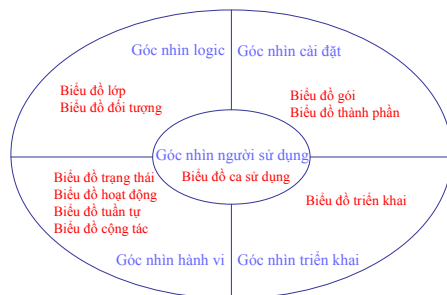 Góc nhìn logic
Góc nhìn cài đặt
Biểu đồ lớp
Biểu đồ đối tượng
Biểu đồ gói
Biểu đồ thành phần
Góc nhìn người sử dụng
Biểu đồ ca sử dụng
Biểu đồ trạng thái
Biểu đồ hoạt động
Biểu đồ tuần tự
Biểu đồ cộng tác
Biểu đồ triển khai
Góc nhìn hành vi
Góc nhìn triển khai